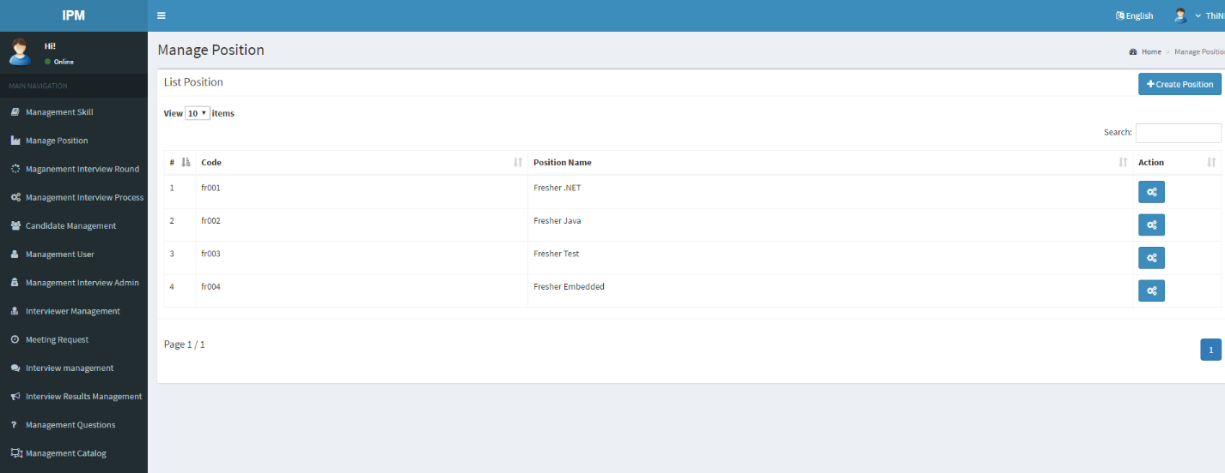 IPM
English
ThiN
Hi!
Online
Manage Position
Home > Manage Position
MAIN NAVIGATION
List Position
+Create Position
Management Skill
View 10 items
Manage Position
Search:
# Code Position Name Action
Maganement Interview Round
1 fr001 Fresher .NET
Management Interview Process
2 fr002 Fresher Java
Candidate Management
3 fr003 Fresher Test
Management User
4 fr004 Fresher Embedded
Management Interview Admin
Interviewer Management
Meeting Request
Page 1 / 1
1
Interview management
Interview Results Management
? Management Questions
Management Catalog